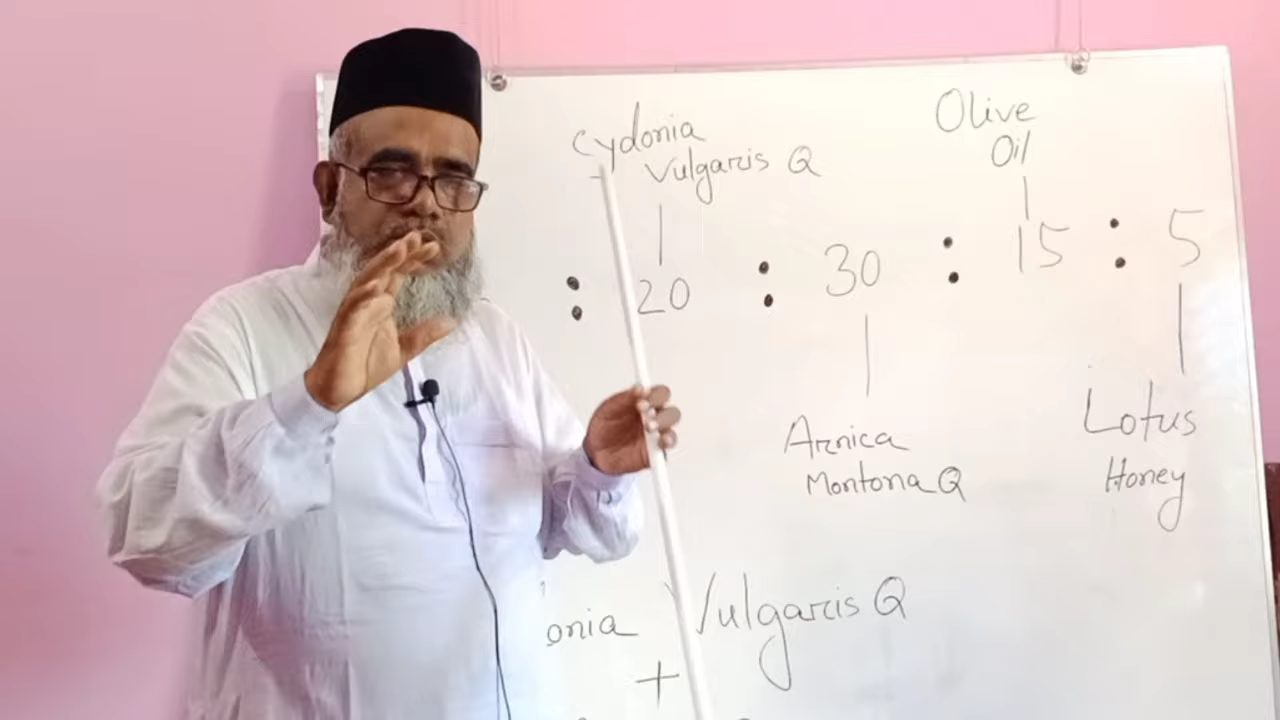 Cydonia
Vulgaris Q
Olive
Oil
: 20 : 30 : 15 : 5
Arnica
Montona Q
Lotus
Honey
onia Vulgaris Q
+